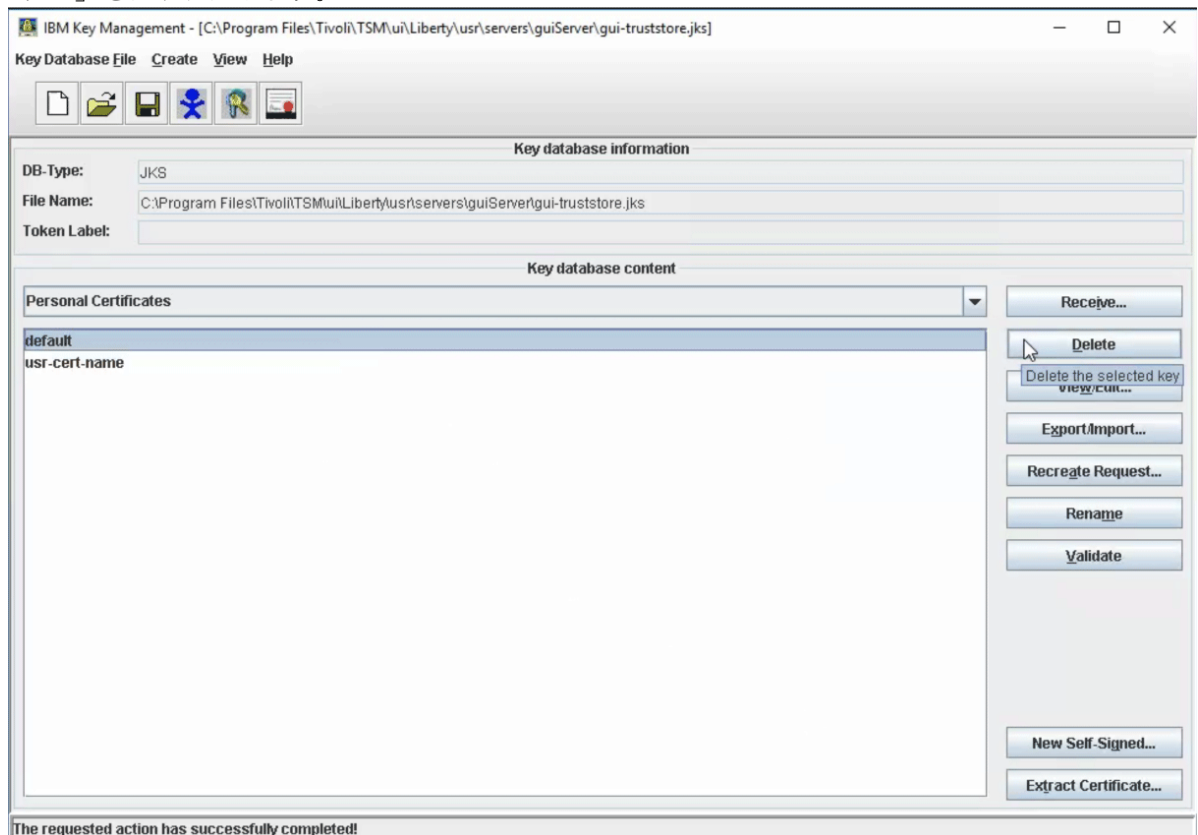 IBM Key Management - [C:\Program Files\Tivoli\TSM\ui\Liberty\usr\servers\guiServer\gui-truststore.jks]
Key Database File Create View Help
Key database information
DB-Type: JKS
File Name: C:\Program Files\Tivoli\TSM\ui\Liberty\usr\servers\guiServer\gui-truststore.jks
Token Label:
Key database content
Personal Certificates
Receive...
default
Delete
usr-cert-name
Delete the selected key
View/Edit...
Export/Import...
Recreate Request...
Rename
Validate
New Self-Signed...
Extract Certificate...
The requested action has successfully completed!